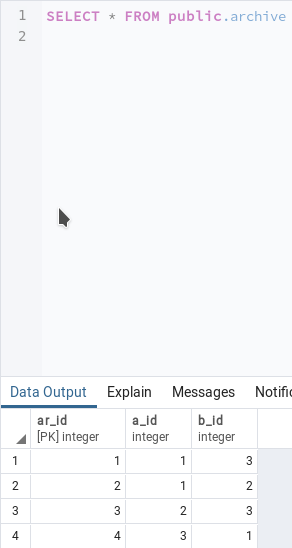 1 SELECT * FROM public.archive
2
Data Output Explain Messages Notifi
ar_id a_id b_id
[PK] integer integer integer
1 1 1 3
2 2 1 2
3 3 2 3
4 4 3 1